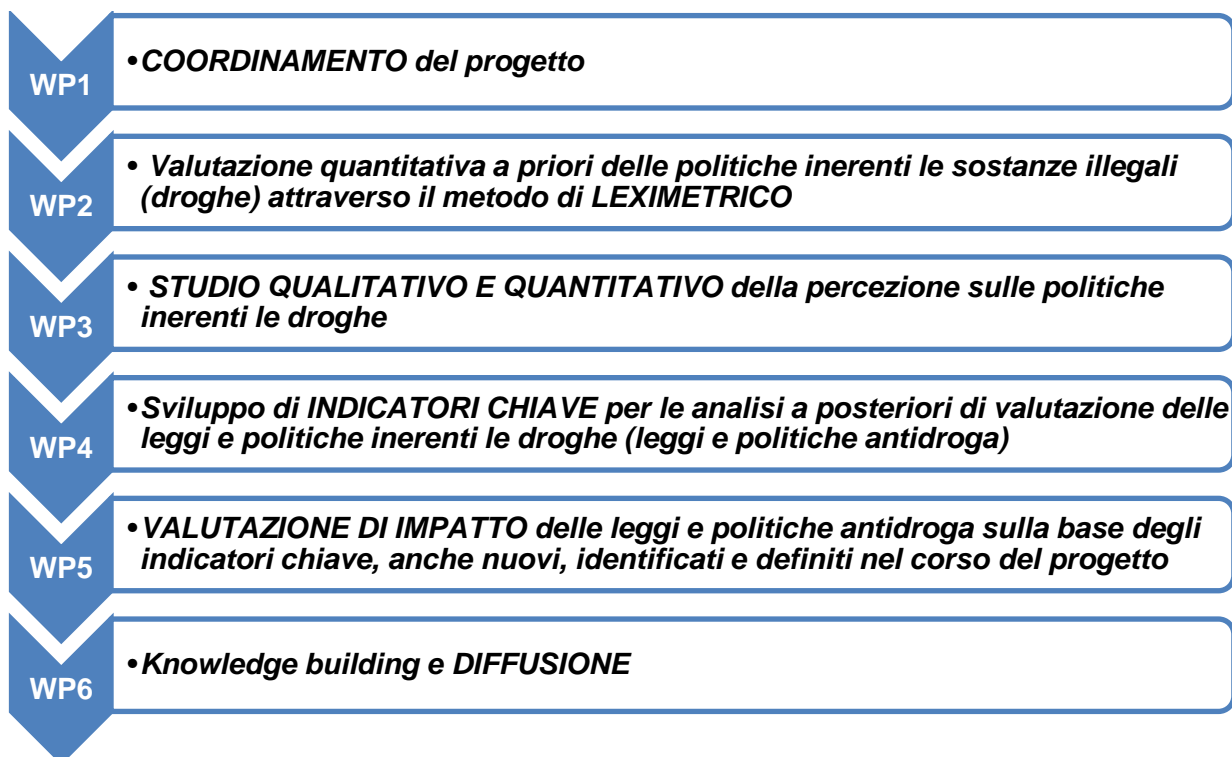 WP1
•COORDINAMENTO del progetto
WP2
• Valutazione quantitativa a priori delle politiche inerenti le sostanze illegali
(droghe) attraverso il metodo di LEXIMETRICO
WP3
• STUDIO QUALITATIVO E QUANTITATIVO della percezione sulle politiche
inerenti le droghe
WP4
•Sviluppo di INDICATORI CHIAVE per le analisi a posteriori di valutazione delle
leggi e politiche inerenti le droghe (leggi e politiche antidroga)
WP5
•VALUTAZIONE DI IMPATTO delle leggi e politiche antidroga sulla base degli
indicatori chiave, anche nuovi, identificati e definiti nel corso del progetto
WP6
•Knowledge building e DIFFUSIONE